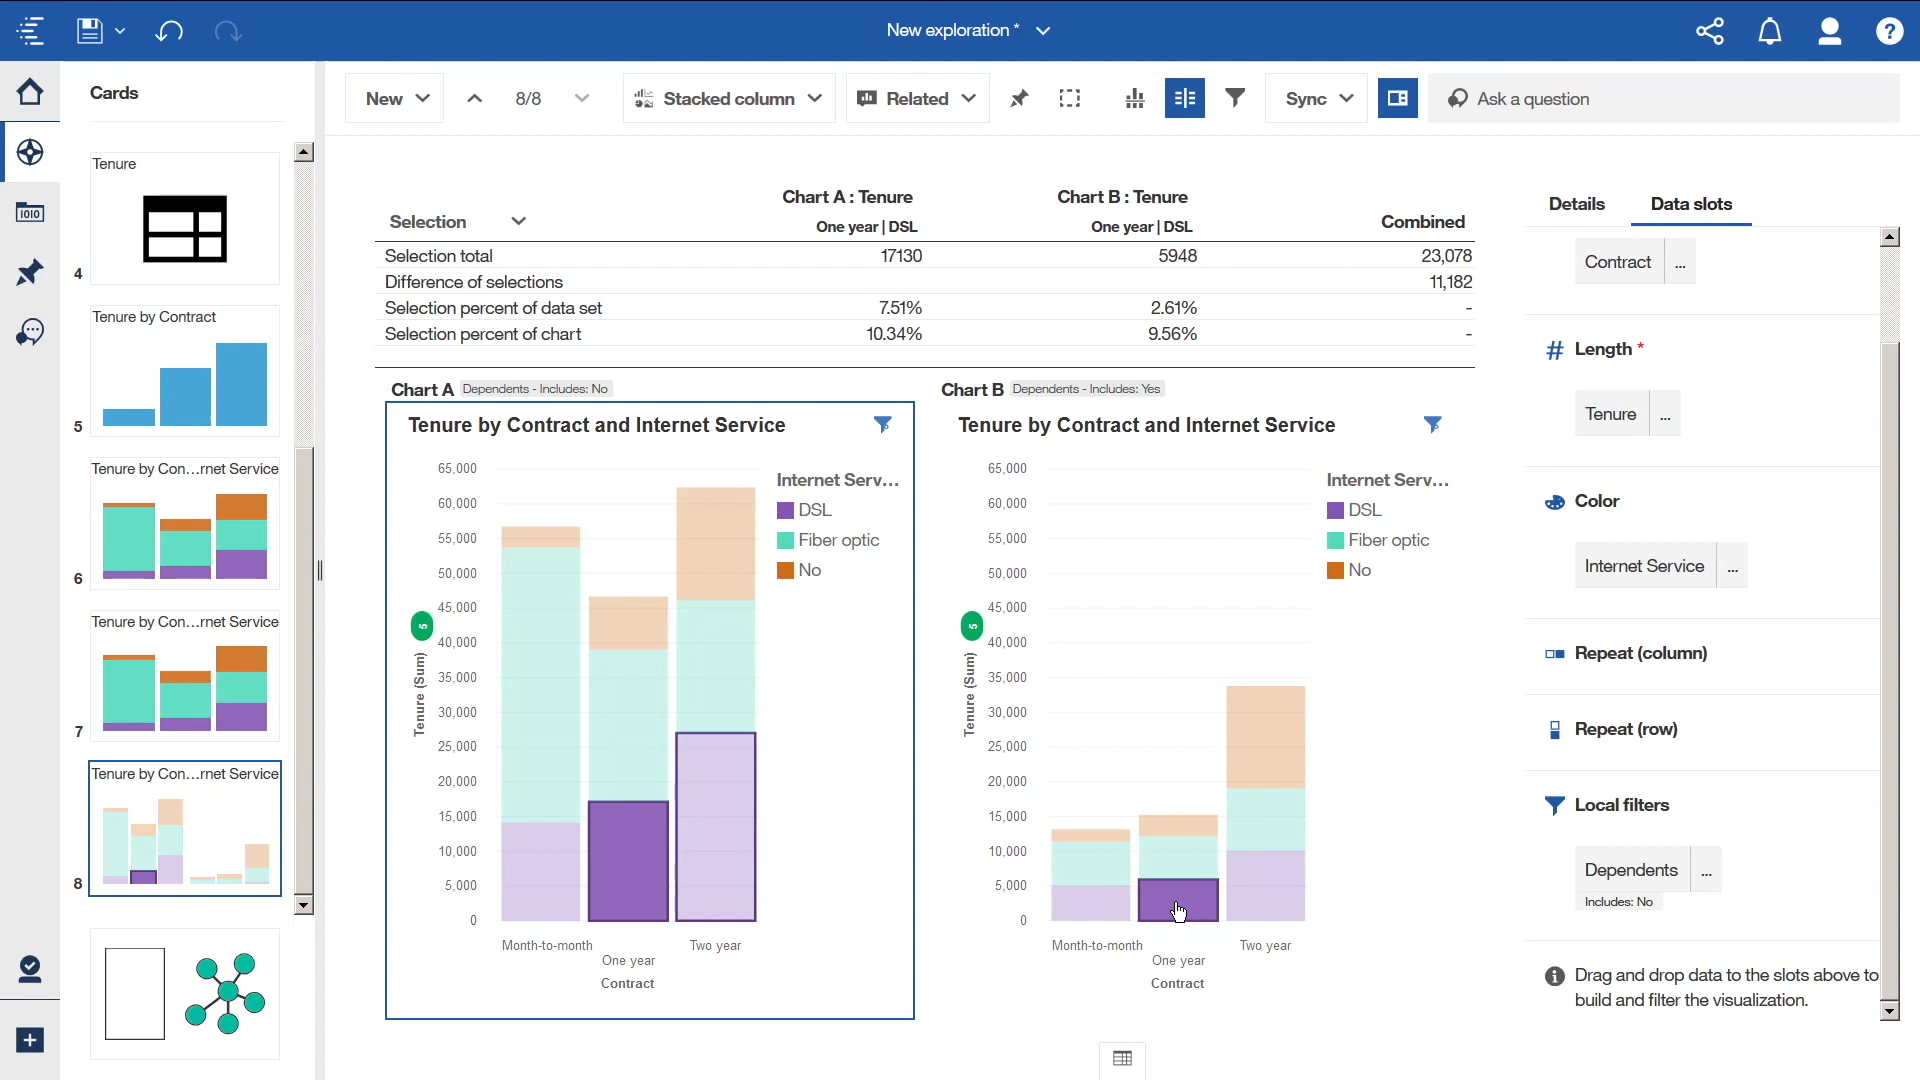 New exploration *
?
Cards
New
8/8
Stacked column
Related
Sync
Ask a question
1010
Tenure
4
Tenure by Contract
5
Tenure by Con...rnet Service
6
Tenure by Con...rnet Service
7
Tenure by Con...rnet Service
8
Selection
Chart A : Tenure
Chart B : Tenure
One year | DSL
One year | DSL
Combined
Selection total 17130 5948 23,078
Difference of selections 11,182
Selection percent of data set 7.51% 2.61% -
Selection percent of chart 10.34% 9.56% -
Chart A Dependents - Includes: No
Tenure by Contract and Internet Service
65,000
60,000
55,000
50,000
45,000
40,000
35,000
30,000
25,000
20,000
15,000
10,000
5,000
0
5
Tenure (Sum)
Month-to-month
One year
Two year
Contract
Internet Serv...
DSL
Fiber optic
No
Chart B Dependents - Includes: Yes
Tenure by Contract and Internet Service
65,000
60,000
55,000
50,000
45,000
40,000
35,000
30,000
25,000
20,000
15,000
10,000
5,000
0
5
Tenure (Sum)
Month-to-month
One year
Two year
Contract
Internet Serv...
DSL
Fiber optic
No
Details
Data slots
Contract ...
# Length *
Tenure ...
Color
Internet Service ...
Repeat (column)
Repeat (row)
Local filters
Dependents ...
Includes: No
Drag and drop data to the slots above to
build and filter the visualization.